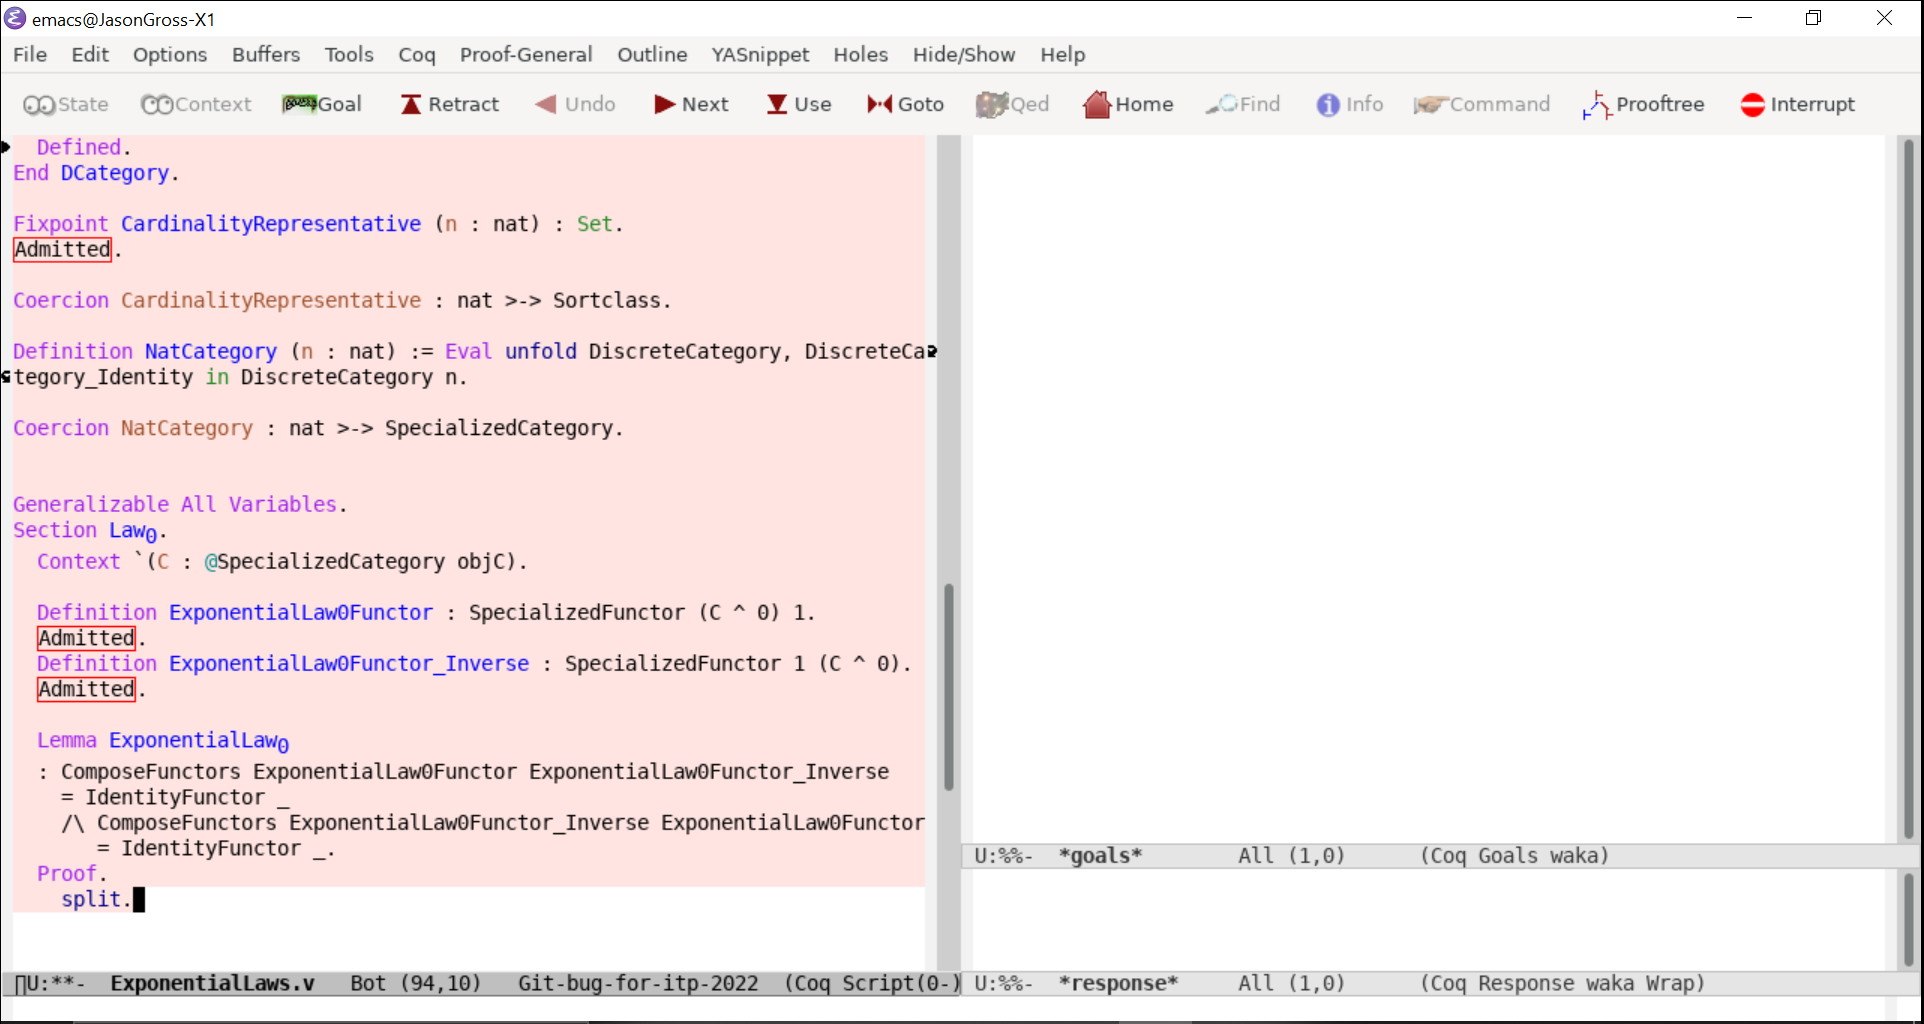 emacs@JasonGross-X1
File Edit Options Buffers Tools Coq Proof-General Outline YASnippet Holes Hide/Show Help
State Context Goal Retract Next Undo Use Goto Qed Home Find Info Command Prooftree Interrupt
Defined.
End DCategory.
Fixpoint CardinalityRepresentative (n : nat) : Set.
Admitted.
Coercion CardinalityRepresentative : nat >-> Sortclass.
Definition NatCategory (n : nat) := Eval unfold DiscreteCategory, DiscreteCa
tegory_Identity in DiscreteCategory n.
Coercion NatCategory : nat >-> SpecializedCategory.
Generalizable All Variables.
Section Law0.
Context `(C : @SpecializedCategory objC).
Definition ExponentialLaw0Functor : SpecializedFunctor (C ^ 0) 1.
Admitted.
Definition ExponentialLaw0Functor_Inverse : SpecializedFunctor 1 (C ^ 0).
Admitted.
Lemma ExponentialLaw0
: ComposeFunctors ExponentialLaw0Functor ExponentialLaw0Functor_Inverse
= IdentityFunctor _
/\ ComposeFunctors ExponentialLaw0Functor_Inverse ExponentialLaw0Functor
= IdentityFunctor _.
Proof.
split.
U:**- ExponentialLaws.v Bot (94,10) Git-bug-for-itp-2022 (Coq Script(0-)
U:%%- *goals* All (1,0) (Coq Goals waka)
U:%%- *response* All (1,0) (Coq Response waka Wrap)